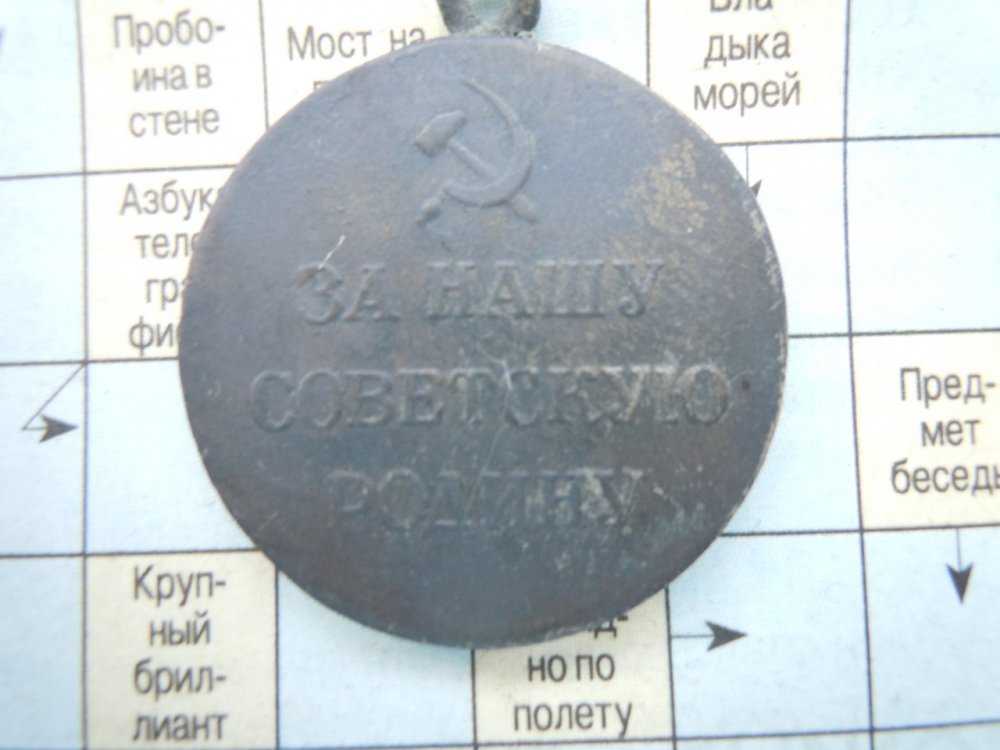 Пробо-
ина в
стене
Мост на
дыка
морей
Азбук
теле
гра
фи
ЗА НАШУ
СОВЕТСКУЮ
РОДИНУ
Пред-
мет
беседы
Круп-
ный
брил-
лиант
но по
полету